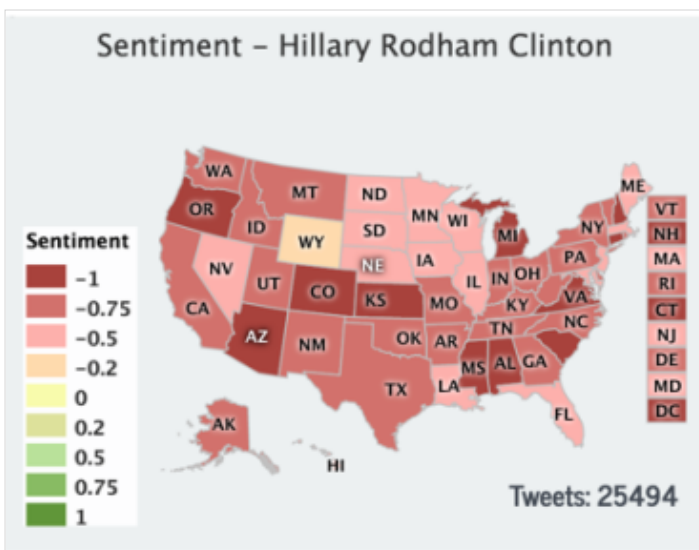 Sentiment – Hillary Rodham Clinton
WA
MT
ND
ME
OR
ID
MN
WI
NY
VT
SD
MI
NH
WY
MA
NV
NE
IA
PA
UT
IL
IN
OH
RI
CA
CO
KS
MO
KY
VA
CT
AZ
NM
OK
AR
TN
NC
NJ
MS
AL
GA
DE
TX
LA
MD
FL
DC
AK
HI
Sentiment
-1
-0.75
-0.5
-0.2
0
0.2
0.5
0.75
1
Tweets: 25494